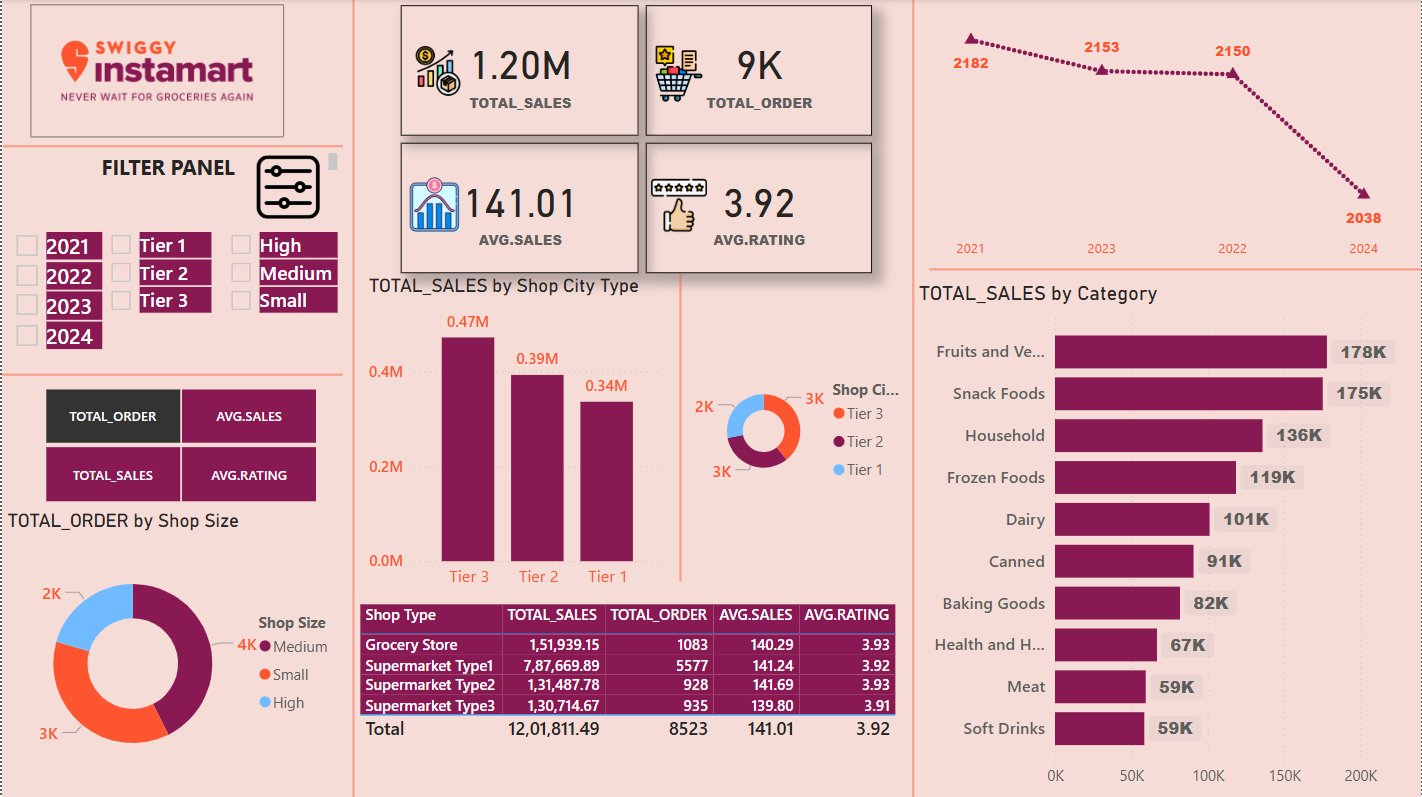 SWIGGY
instamart
NEVER WAIT FOR GROCERIES AGAIN
FILTER PANEL
2021
2022
2023
2024
Tier 1
Tier 2
Tier 3
High
Medium
Small
TOTAL_ORDER
AVG.SALES
TOTAL_SALES
AVG.RATING
TOTAL_ORDER by Shop Size
2K
4K
3K
Shop Size
Medium
Small
High
1.20M
TOTAL_SALES
9K
TOTAL_ORDER
141.01
AVG.SALES
3.92
AVG.RATING
TOTAL_SALES by Shop City Type
0.47M
0.39M
0.34M
0.4M
0.2M
0.0M
Tier 3 Tier 2 Tier 1
2K
3K
3K
Shop Ci...
Tier 3
Tier 2
Tier 1
Shop Type TOTAL_SALES TOTAL_ORDER AVG.SALES AVG.RATING
Grocery Store 1,51,939.15 1083 140.29 3.93
Supermarket Type1 7,87,669.89 5577 141.24 3.92
Supermarket Type2 1,31,487.78 928 141.69 3.93
Supermarket Type3 1,30,714.67 935 139.80 3.91
Total 12,01,811.49 8523 141.01 3.92
2182
2153
2150
2038
2021 2023 2022 2024
TOTAL_SALES by Category
Fruits and Ve... 178K
Snack Foods 175K
Household 136K
Frozen Foods 119K
Dairy 101K
Canned 91K
Baking Goods 82K
Health and H... 67K
Meat 59K
Soft Drinks 59K
0K 50K 100K 150K 200K